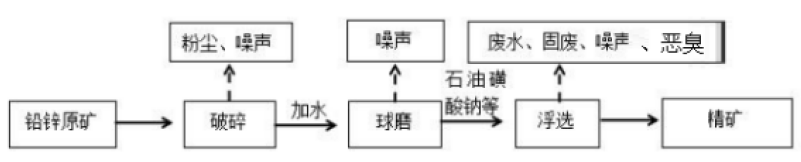 粉尘、噪声
噪声
废水、固废、噪声、恶臭
石油磺
酸钠等
加水
铅锌原矿
破碎
球磨
浮选
精矿